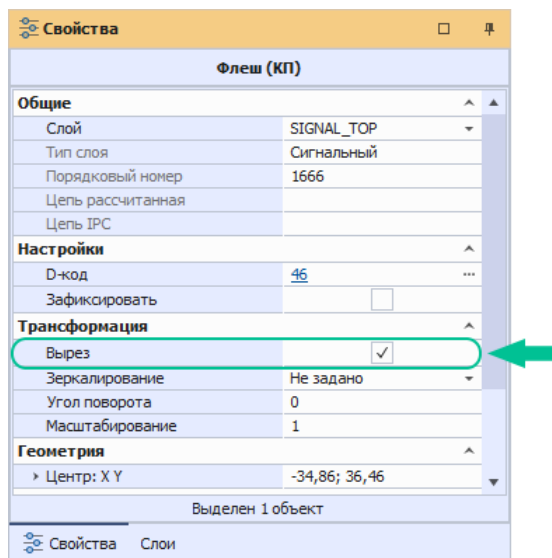 Свойства
Флеш (КП)
Общие
Слой SIGNAL_TOP
Тип слоя Сигнальный
Порядковый номер 1666
Цепь рассчитанная
Цепь IPC
Настройки
D-код 46 ...
Зафиксировать
Трансформация
Вырез
Зеркалирование Не задано
Угол поворота 0
Масштабирование 1
Геометрия
Центр: X Y -34,86; 36,46
Выделен 1 объект
Свойства Слои